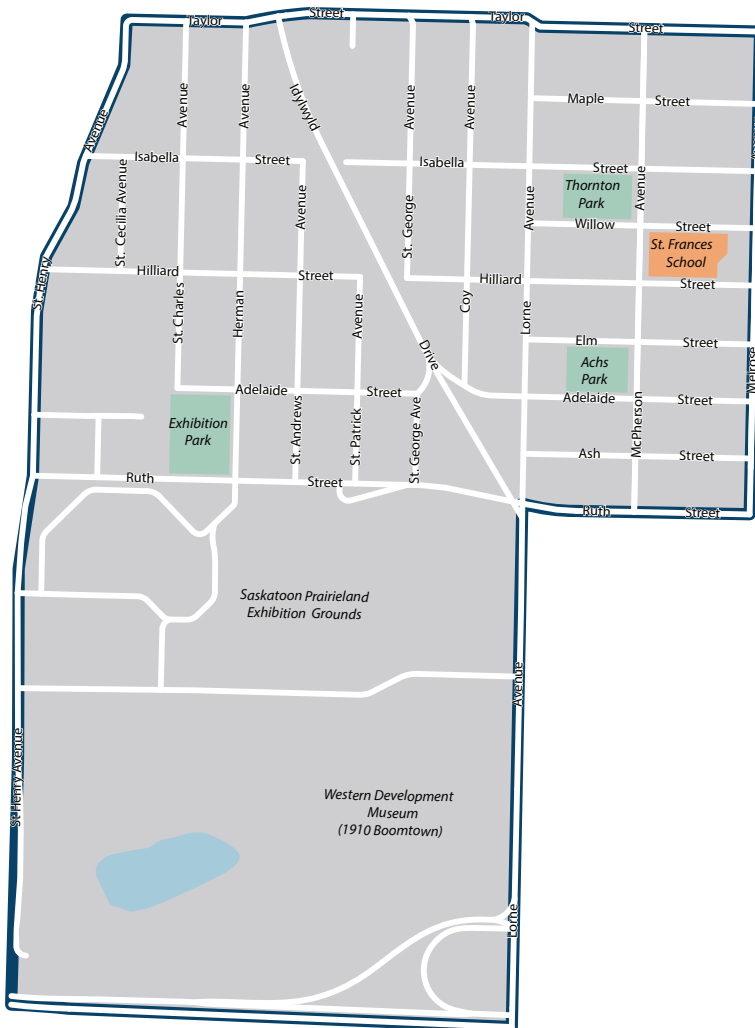 Taylor
Street
Taylor
Street
Avenue
Avenue
Avenue
Idylwyld
Avenue
Avenue
Maple
Street
Isabella
Street
Isabella
Street
St. Cecilia Avenue
Avenue
St. George
Avenue
Thornton
Park
Avenue
Willow
Street
St. Frances
School
St. Henry
Hilliard
Street
Hilliard
Street
St. Charles
Herman
Avenue
Coy
Lorne
Drive
Elm
Street
Achs
Park
Melrose
Adelaide
Street
Adelaide
Street
Exhibition
Park
St. Andrews
St. Patrick
St. George Ave
McPherson
Ash
Street
Ruth
Street
Ruth
Street
Saskatoon Prairieland
Exhibition Grounds
Avenue
St Henry Avenue
Western Development
Museum
(1910 Boomtown)
Lorne